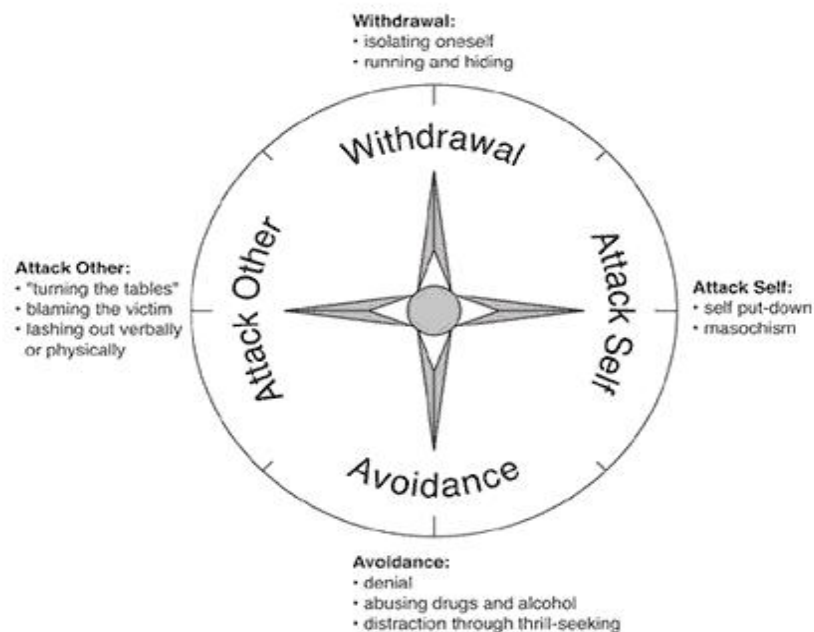 Withdrawal:
• isolating oneself
• running and hiding
Withdrawal
Attack Other
Attack Other:
• "turning the tables"
• blaming the victim
• lashing out verbally
or physically
Attack Self
Attack Self:
• self put-down
• masochism
Avoidance
Avoidance:
• denial
• abusing drugs and alcohol
• distraction through thrill-seeking